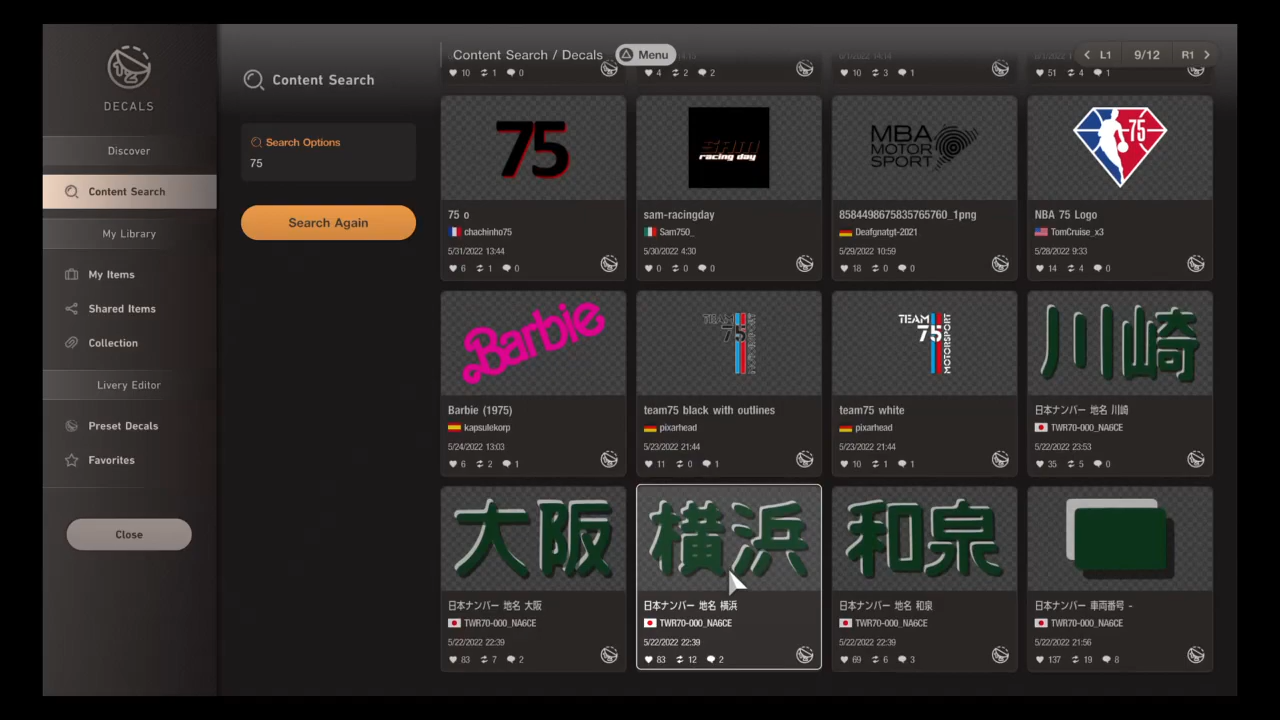 DECALS
Discover
Content Search
My Library
My Items
Shared Items
Collection
Livery Editor
Preset Decals
Favorites
Close
Content Search
Search Options
75
Search Again
Content Search / Decals
Menu
L1 9/12 R1
10 1 0
4 2 2
10 3 1
51 4 1
75
75 o
chachinho75
5/31/2022 13:44
6 1 0
SAM
racing day
sam-racingday
Sam750_
5/30/2022 4:30
0 0 0
MBA
MOTOR
SPORT
8584498675835765760_1png
Deafgnatgt-2021
5/29/2022 10:59
18 0 0
75
NBA 75 Logo
TomCruise_x3
5/28/2022 9:33
14 4 0
Barbie
Barbie (1975)
kapsulekorp
5/24/2022 13:03
6 2 1
TEAM
75
team75 black with outlines
pixarhead
5/23/2022 21:44
11 0 1
TEAM
75
MOTORSPORT
team75 white
pixarhead
5/23/2022 21:44
10 1 1
川崎
日本ナンバー 地名 川崎
TWR70-000_NA6CE
5/22/2022 23:53
35 5 0
大阪
日本ナンバー 地名 大阪
TWR70-000_NA6CE
5/22/2022 22:39
83 7 2
横浜
日本ナンバー 地名 横浜
TWR70-000_NA6CE
5/22/2022 22:39
83 12 2
和泉
日本ナンバー 地名 和泉
TWR70-000_NA6CE
5/22/2022 22:39
69 6 3
日本ナンバー 車両番号 -
TWR70-000_NA6CE
5/22/2022 21:56
137 19 8